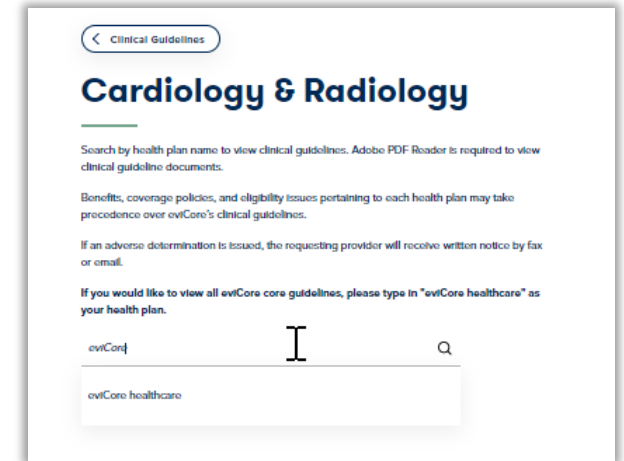 Clinical Guidelines
Cardiology & Radiology
Search by health plan name to view clinical guidelines. Adobe PDF Reader is required to view
clinical guideline documents.
Benefits, coverage policies, and eligibility issues pertaining to each health plan may take
precedence over eviCore's clinical guidelines.
If an adverse determination is issued, the requesting provider will receive written notice by fax
or email.
If you would like to view all eviCore core guidelines, please type in "eviCore healthcare" as
your health plan.
eviCore
eviCore healthcare